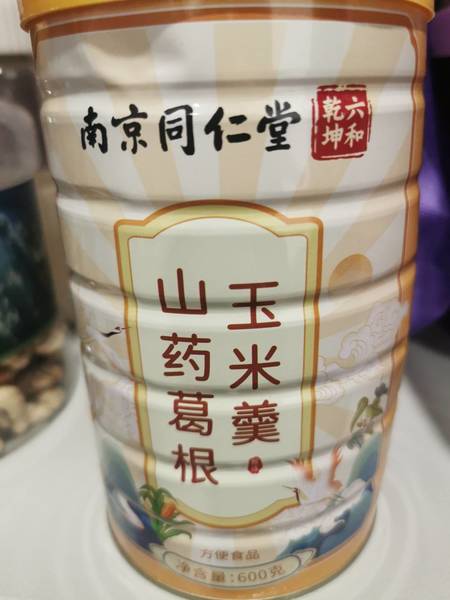 南京同仁堂
六和
乾坤
山药葛根
玉米羹
方便食品
净含量:600克